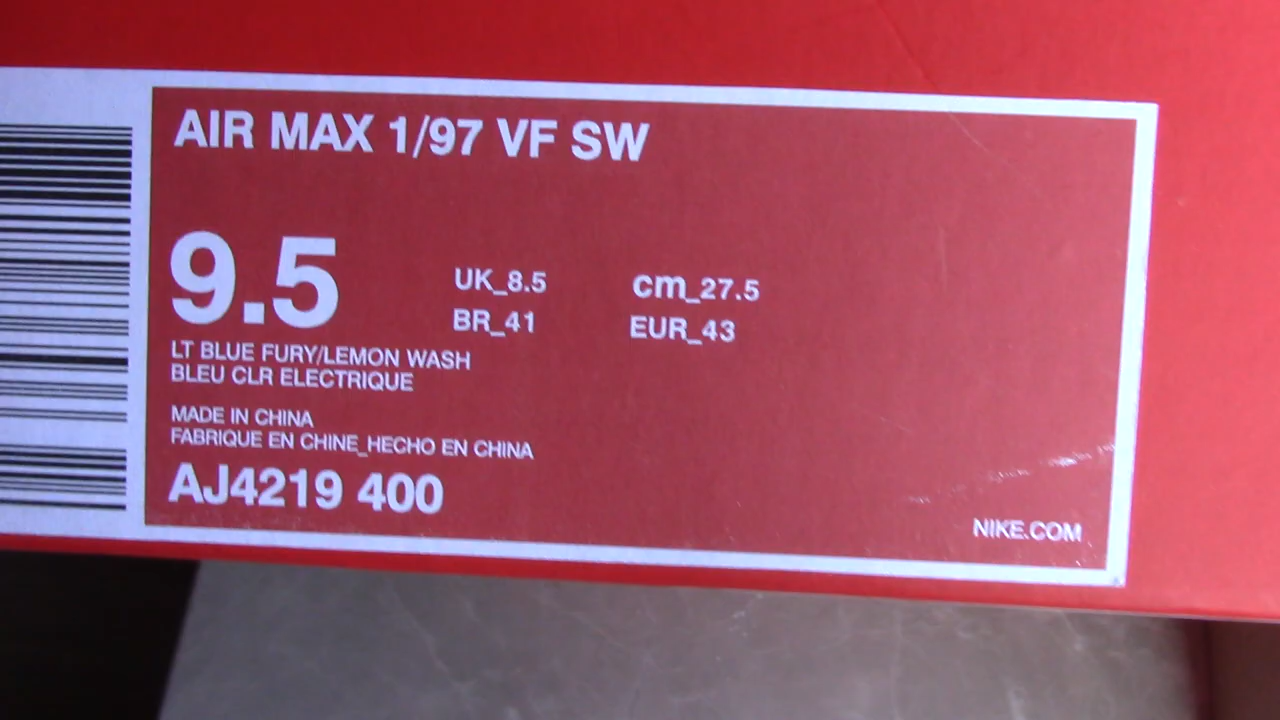 AIR MAX 1/97 VF SW
9.5
UK_8.5 cm_27.5
BR_41 EUR_43
LT BLUE FURY/LEMON WASH
BLEU CLR ELECTRIQUE
MADE IN CHINA
FABRIQUE EN CHINE_HECHO EN CHINA
AJ4219 400
NIKE.COM